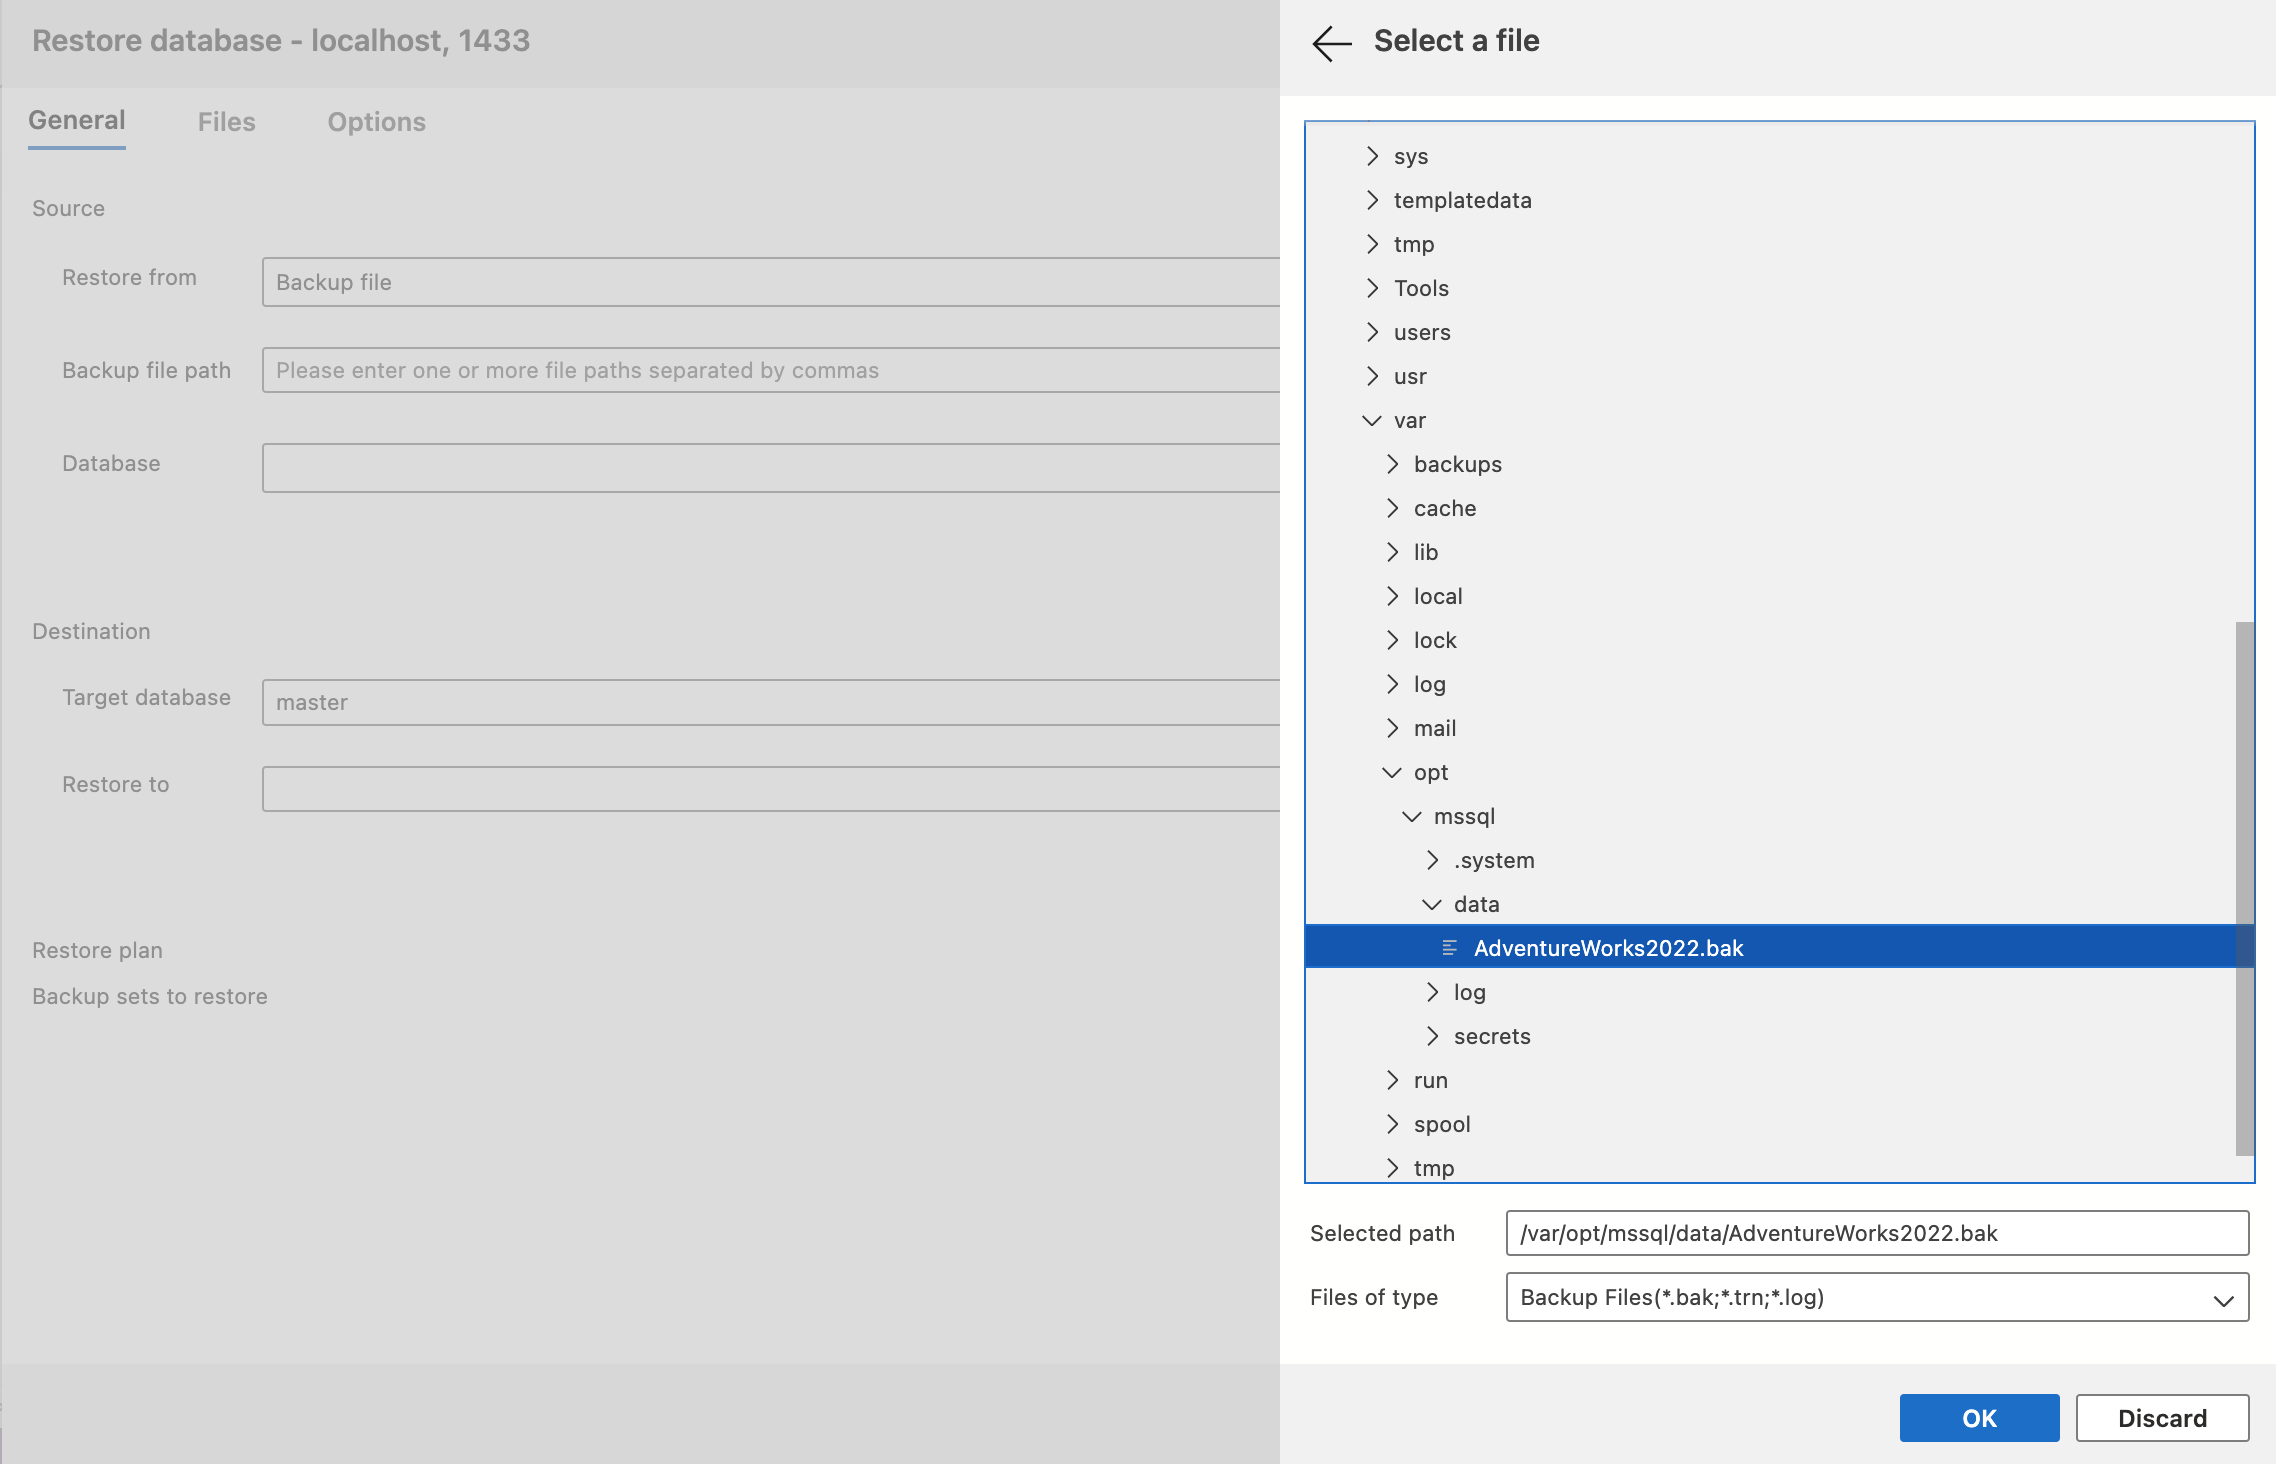 Restore database - localhost, 1433
General
Files
Options
Source
Restore from
Backup file
Backup file path
Please enter one or more file paths separated by commas
Database
Destination
Target database
master
Restore to
Restore plan
Backup sets to restore
Select a file
sys
templatedata
tmp
Tools
users
usr
var
backups
cache
lib
local
lock
log
mail
opt
mssql
.system
data
AdventureWorks2022.bak
log
secrets
run
spool
tmp
Selected path
/var/opt/mssql/data/AdventureWorks2022.bak
Files of type
Backup Files(*.bak;*.trn;*.log)
OK
Discard